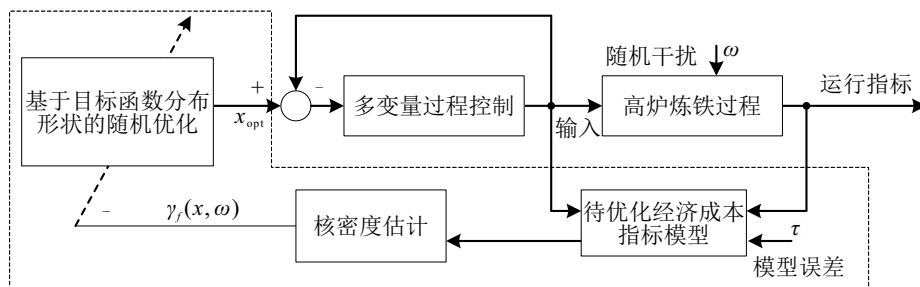 随机干扰
ω
运行指标
基于目标函数分布
形状的随机优化
+
x_opt
-
多变量过程控制
输入
高炉炼铁过程
-
γ_f(x, ω)
核密度估计
待优化经济成本
指标模型
τ
模型误差